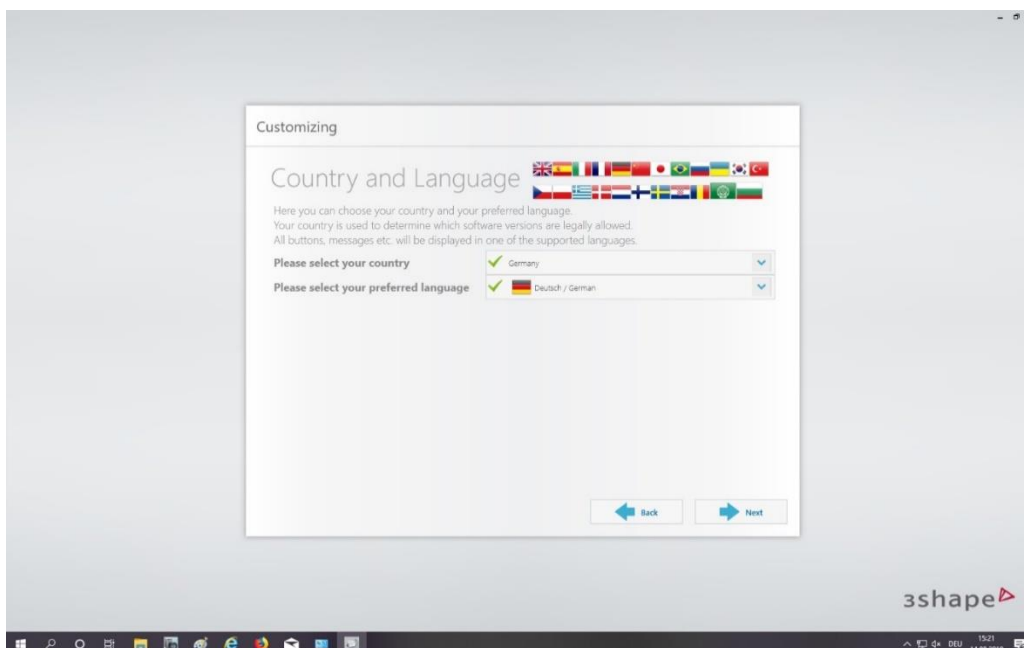 Customizing
Country and Language
Here you can choose your country and your preferred language.
Your country is used to determine which software versions are legally allowed.
All buttons, messages etc. will be displayed in one of the supported languages.
Please select your country
Germany
Please select your preferred language
Deutsch / German
Back
Next
3shape
DEU
15:21